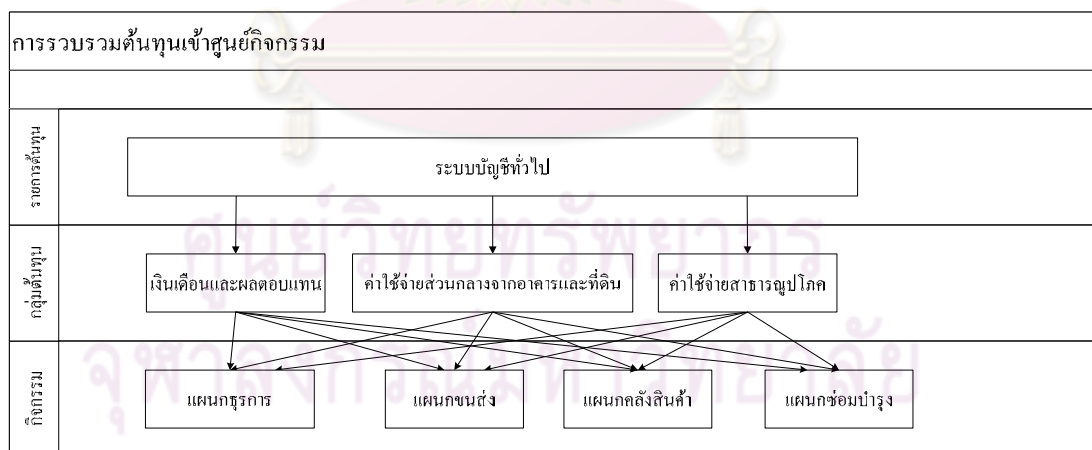 การรวบรวมต้นทุนเข้าศูนย์กิจกรรม
รายการต้นทุน
ระบบบัญชีทั่วไป
ศูนย์วิทยทรัพยากร
กลุ่มต้นทุน
เงินเดือนและผลตอบแทน
ค่าใช้จ่ายส่วนกลางจากอาคารและที่ดิน
ค่าใช้จ่ายสาธารณูปโภค
จุฬาลงกรณ์มหาวิทยาลัย
กิจกรรม
แผนกธุรการ
แผนกขนส่ง
แผนกคลังสินค้า
แผนกซ่อมบำรุง